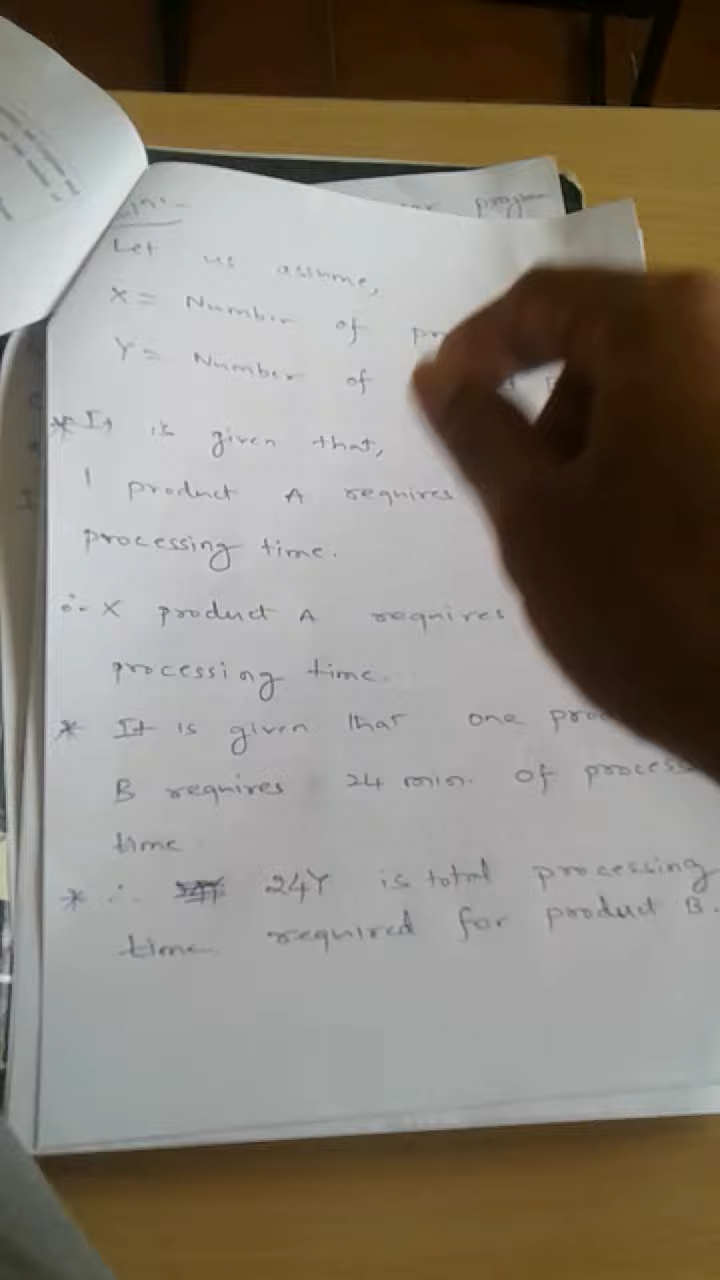 program
Let us assume,
X = Number of
Y = Number of
* It is given that,
1 product A requires
processing time.
∴ X product A requires
processing time.
* It is given that one
B requires 24 min. of
time
* ∴ 24Y is total processing
time required for product B.